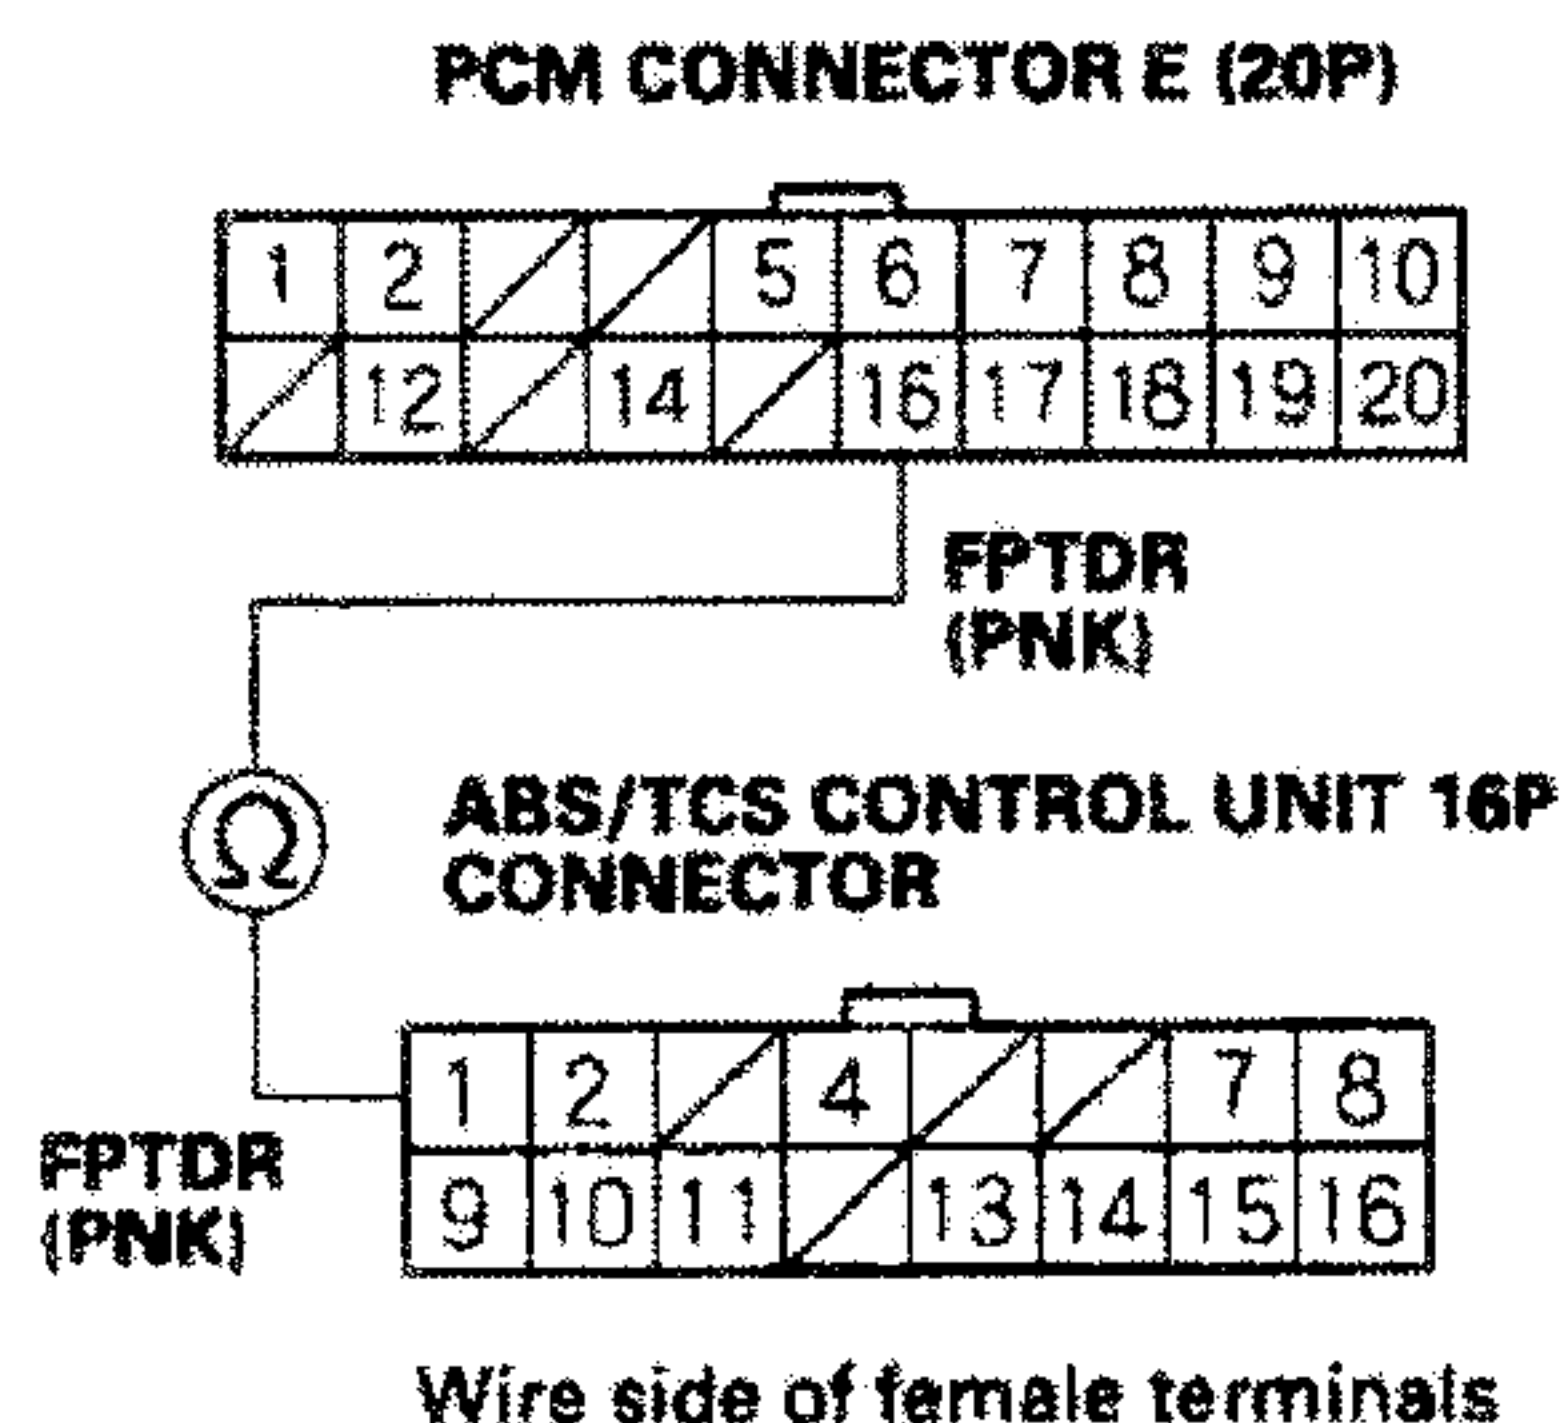 PCM CONNECTOR E (20P)
1 2 5 6 7 8 9 10
12 14 16 17 18 19 20
FPTDR
(PNK)
Ω
ABS/TCS CONTROL UNIT 16P
CONNECTOR
1 2 4 7 8
FPTDR
(PNK)
9 10 11 13 14 15 16
Wire side of female terminals